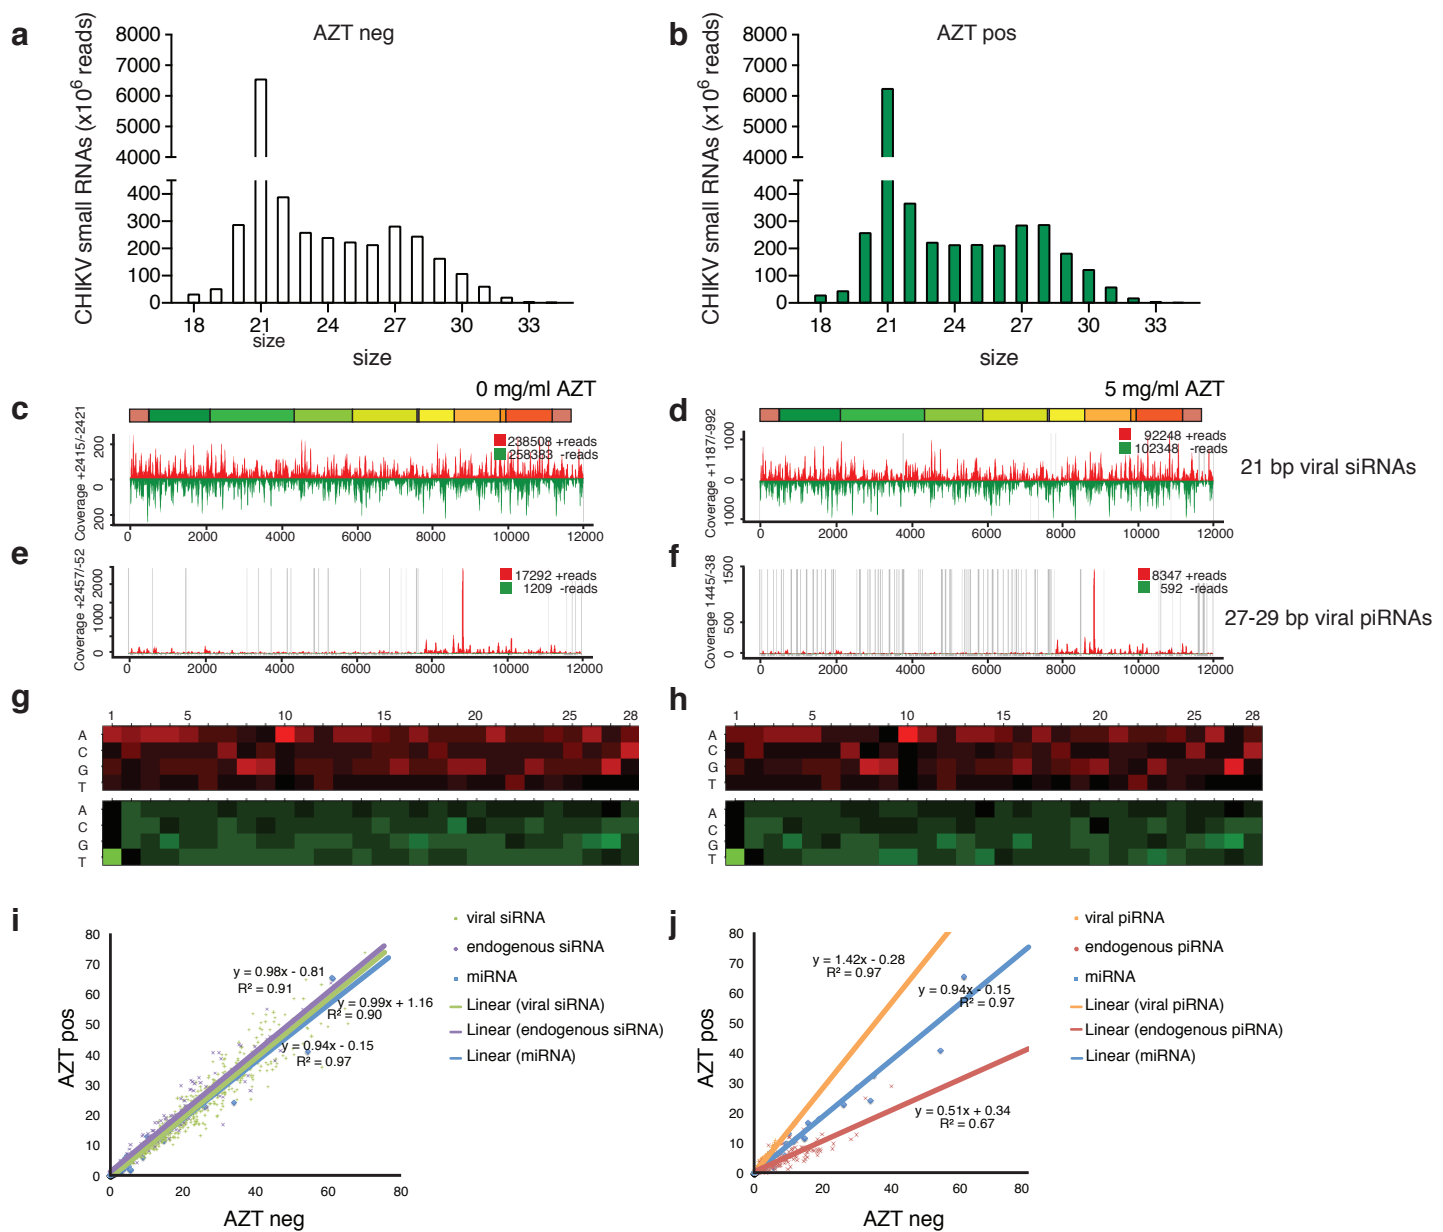 a
AZT neg
CHIKV small RNAs (x10⁶ reads)
8000
7000
6000
5000
4000
400
300
200
100
0
18
21
24
27
30
33
size
size
b
AZT pos
CHIKV small RNAs (x10⁶ reads)
8000
7000
6000
5000
4000
400
300
200
100
0
18
21
24
27
30
33
size
0 mg/ml AZT
c
Coverage +2415/-2421
200
0
200
238508 +reads
258383 -reads
0
2000
4000
6000
8000
10000
12000
5 mg/ml AZT
d
Coverage +1187/-992
1000
0
1000
92248 +reads
102348 -reads
0
2000
4000
6000
8000
10000
12000
21 bp viral siRNAs
e
Coverage +2457/-52
2000
1000
0
17292 +reads
1209 -reads
0
2000
4000
6000
8000
10000
12000
f
Coverage 1445/-38
1500
500
0
8347 +reads
592 -reads
0
2000
4000
6000
8000
10000
12000
27-29 bp viral piRNAs
g
1
5
10
15
20
25
28
A
C
G
T
A
C
G
T
h
1
5
10
15
20
25
28
A
C
G
T
A
C
G
T
i
AZT pos
80
70
60
50
40
30
20
10
0
0
20
40
60
80
AZT neg
y = 0.98x - 0.81
R² = 0.91
y = 0.99x + 1.16
R² = 0.90
y = 0.94x - 0.15
R² = 0.97
viral siRNA
endogenous siRNA
miRNA
Linear (viral siRNA)
Linear (endogenous siRNA)
Linear (miRNA)
j
AZT pos
80
70
60
50
40
30
20
10
0
0
20
40
60
80
AZT neg
y = 1.42x - 0.28
R² = 0.97
y = 0.94x - 0.15
R² = 0.97
y = 0.51x + 0.34
R² = 0.67
viral piRNA
endogenous piRNA
miRNA
Linear (viral piRNA)
Linear (endogenous piRNA)
Linear (miRNA)